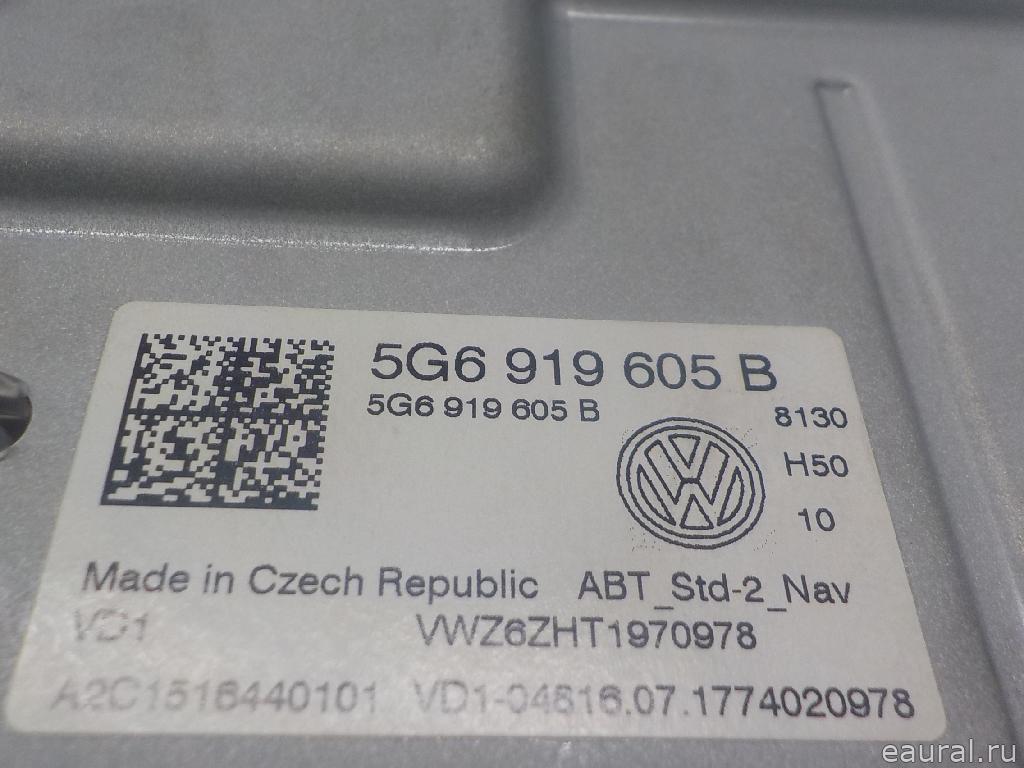 5G6 919 605 B
5G6 919 605 B
8130
H50
10
Made in Czech Republic ABT_Std-2_Nav
VD1 VWZ6ZHT1970978
A2C1516440101 VD1-04816.07.1774020978
eaural.ru